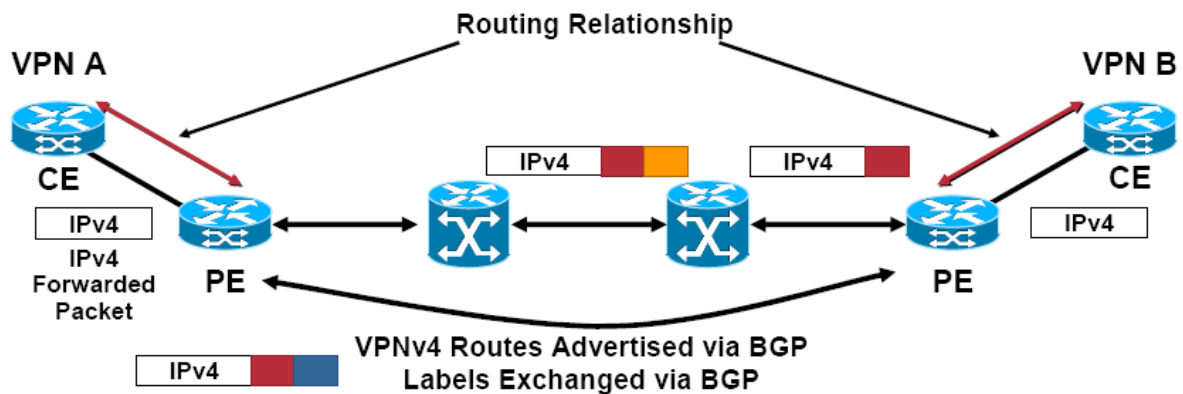 Routing Relationship
VPN A
VPN B
IPv4
IPv4
CE
CE
IPv4
IPv4
IPv4
Forwarded
Packet
PE
PE
VPNv4 Routes Advertised via BGP
Labels Exchanged via BGP
IPv4